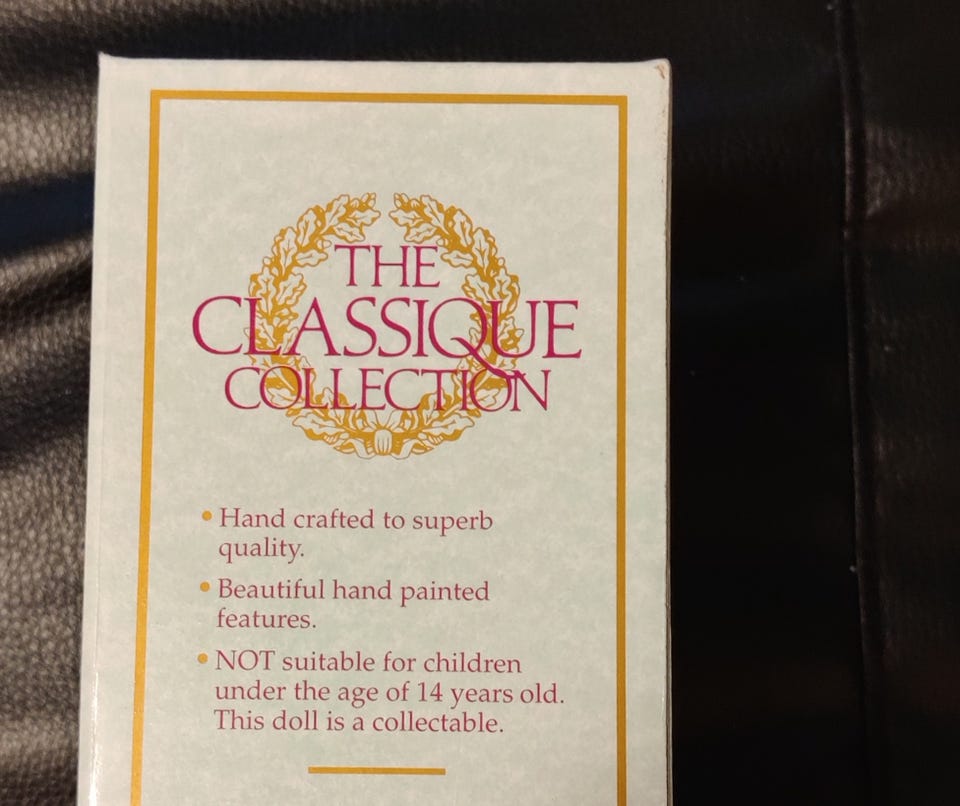 THE
CLASSIQUE
COLLECTION
• Hand crafted to superb
quality.
• Beautiful hand painted
features.
• NOT suitable for children
under the age of 14 years old.
This doll is a collectable.